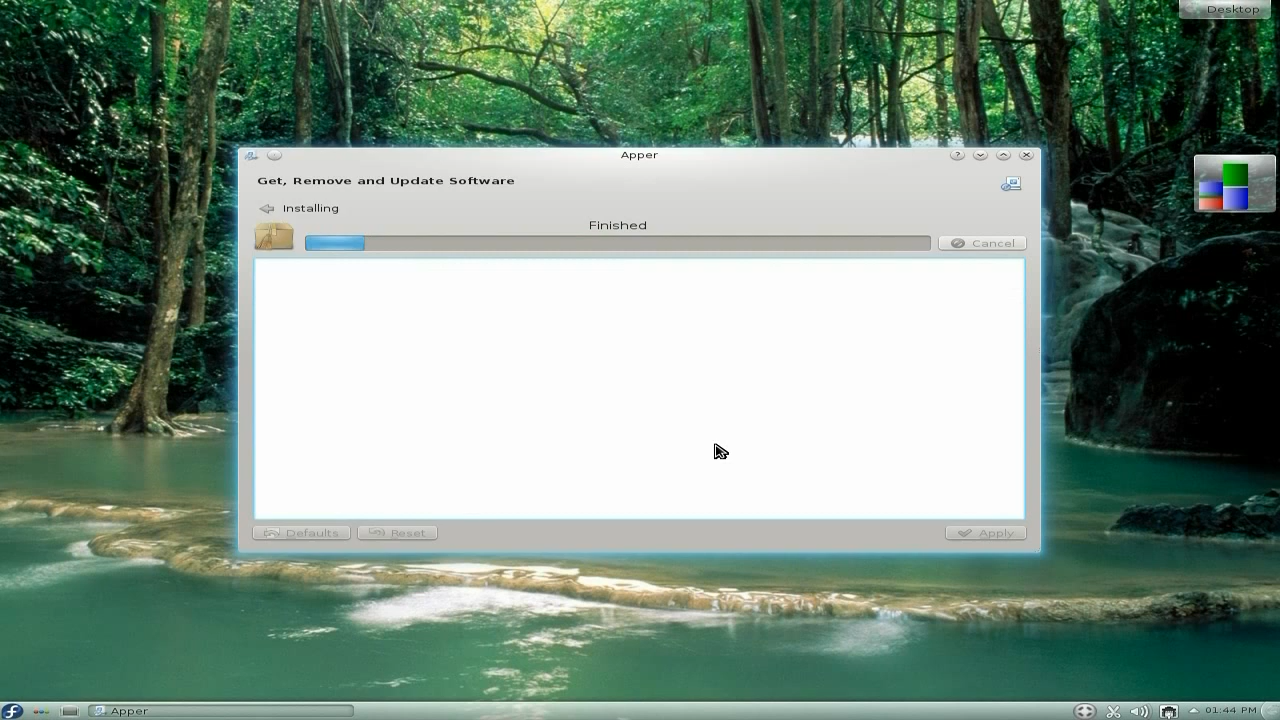 Desktop
Apper
Get, Remove and Update Software
Installing
Finished
Cancel
Defaults
Reset
Apply
Apper
01:44 PM